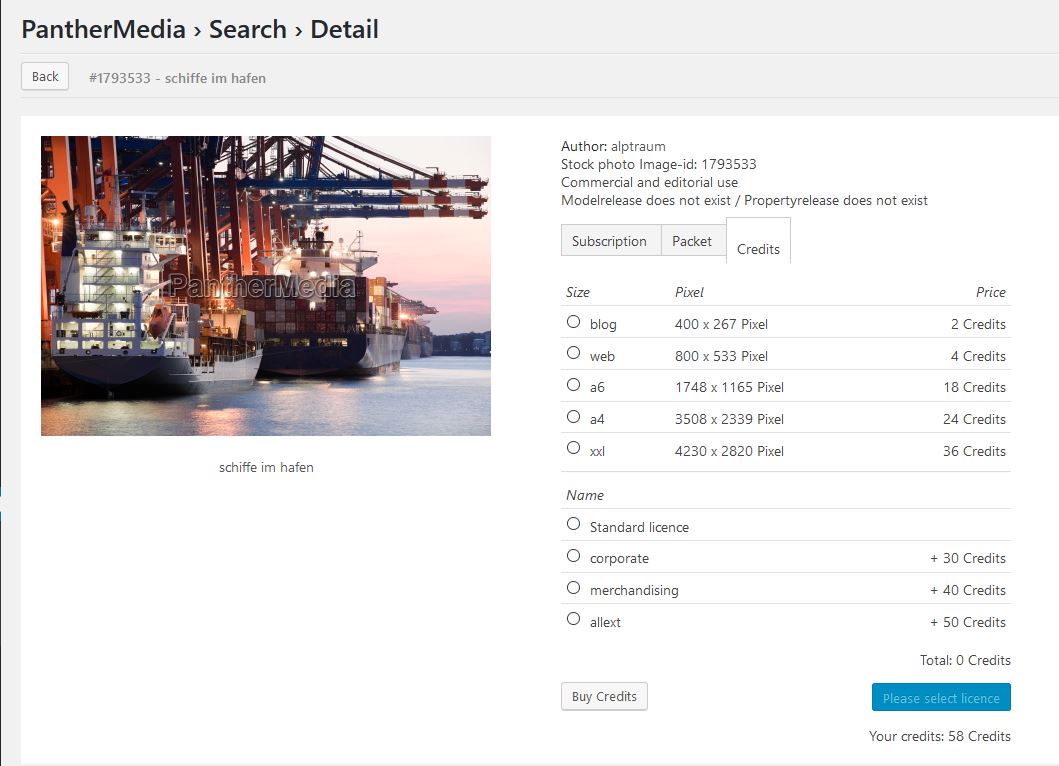 PantherMedia › Search › Detail
Back #1793533 - schiffe im hafen
PantherMedia
schiffe im hafen
Author: alptraum
Stock photo Image-id: 1793533
Commercial and editorial use
Modelrelease does not exist / Propertyrelease does not exist
Subscription Packet Credits
Size Pixel Price
blog 400 x 267 Pixel 2 Credits
web 800 x 533 Pixel 4 Credits
a6 1748 x 1165 Pixel 18 Credits
a4 3508 x 2339 Pixel 24 Credits
xxl 4230 x 2820 Pixel 36 Credits
Name
Standard licence
corporate + 30 Credits
merchandising + 40 Credits
allext + 50 Credits
Total: 0 Credits
Buy Credits Please select licence
Your credits: 58 Credits